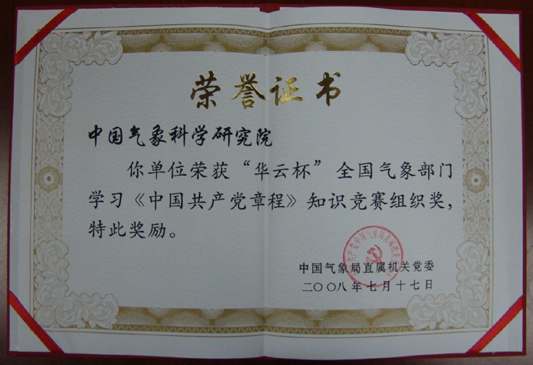 荣誉证书
中国气象科学研究院
你单位荣获“华云杯”全国气象部门
学习《中国共产党章程》知识竞赛组织奖，
特此奖励。
中国气象局直属机关党委
二〇〇八年七月十七日